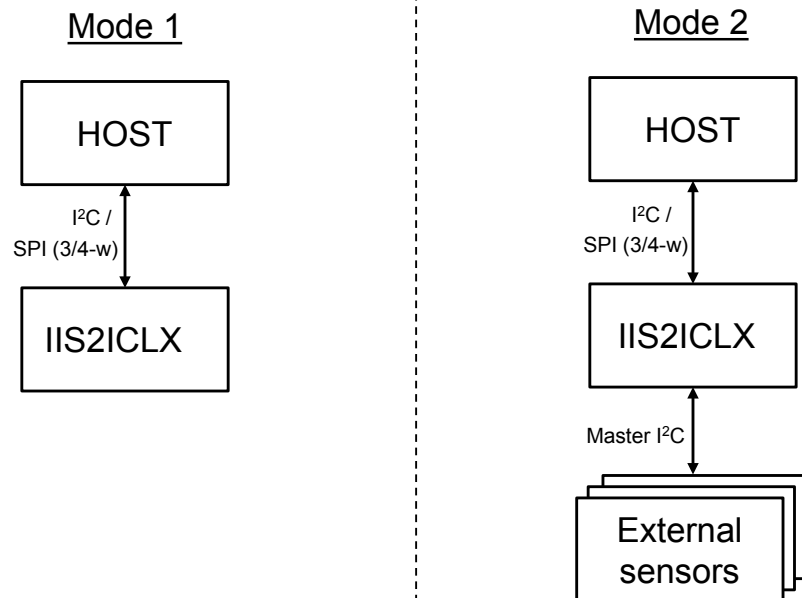 Mode 1
HOST
I²C /
SPI (3/4-w)
IIS2ICLX
Mode 2
HOST
I²C /
SPI (3/4-w)
IIS2ICLX
Master I²C
External
sensors